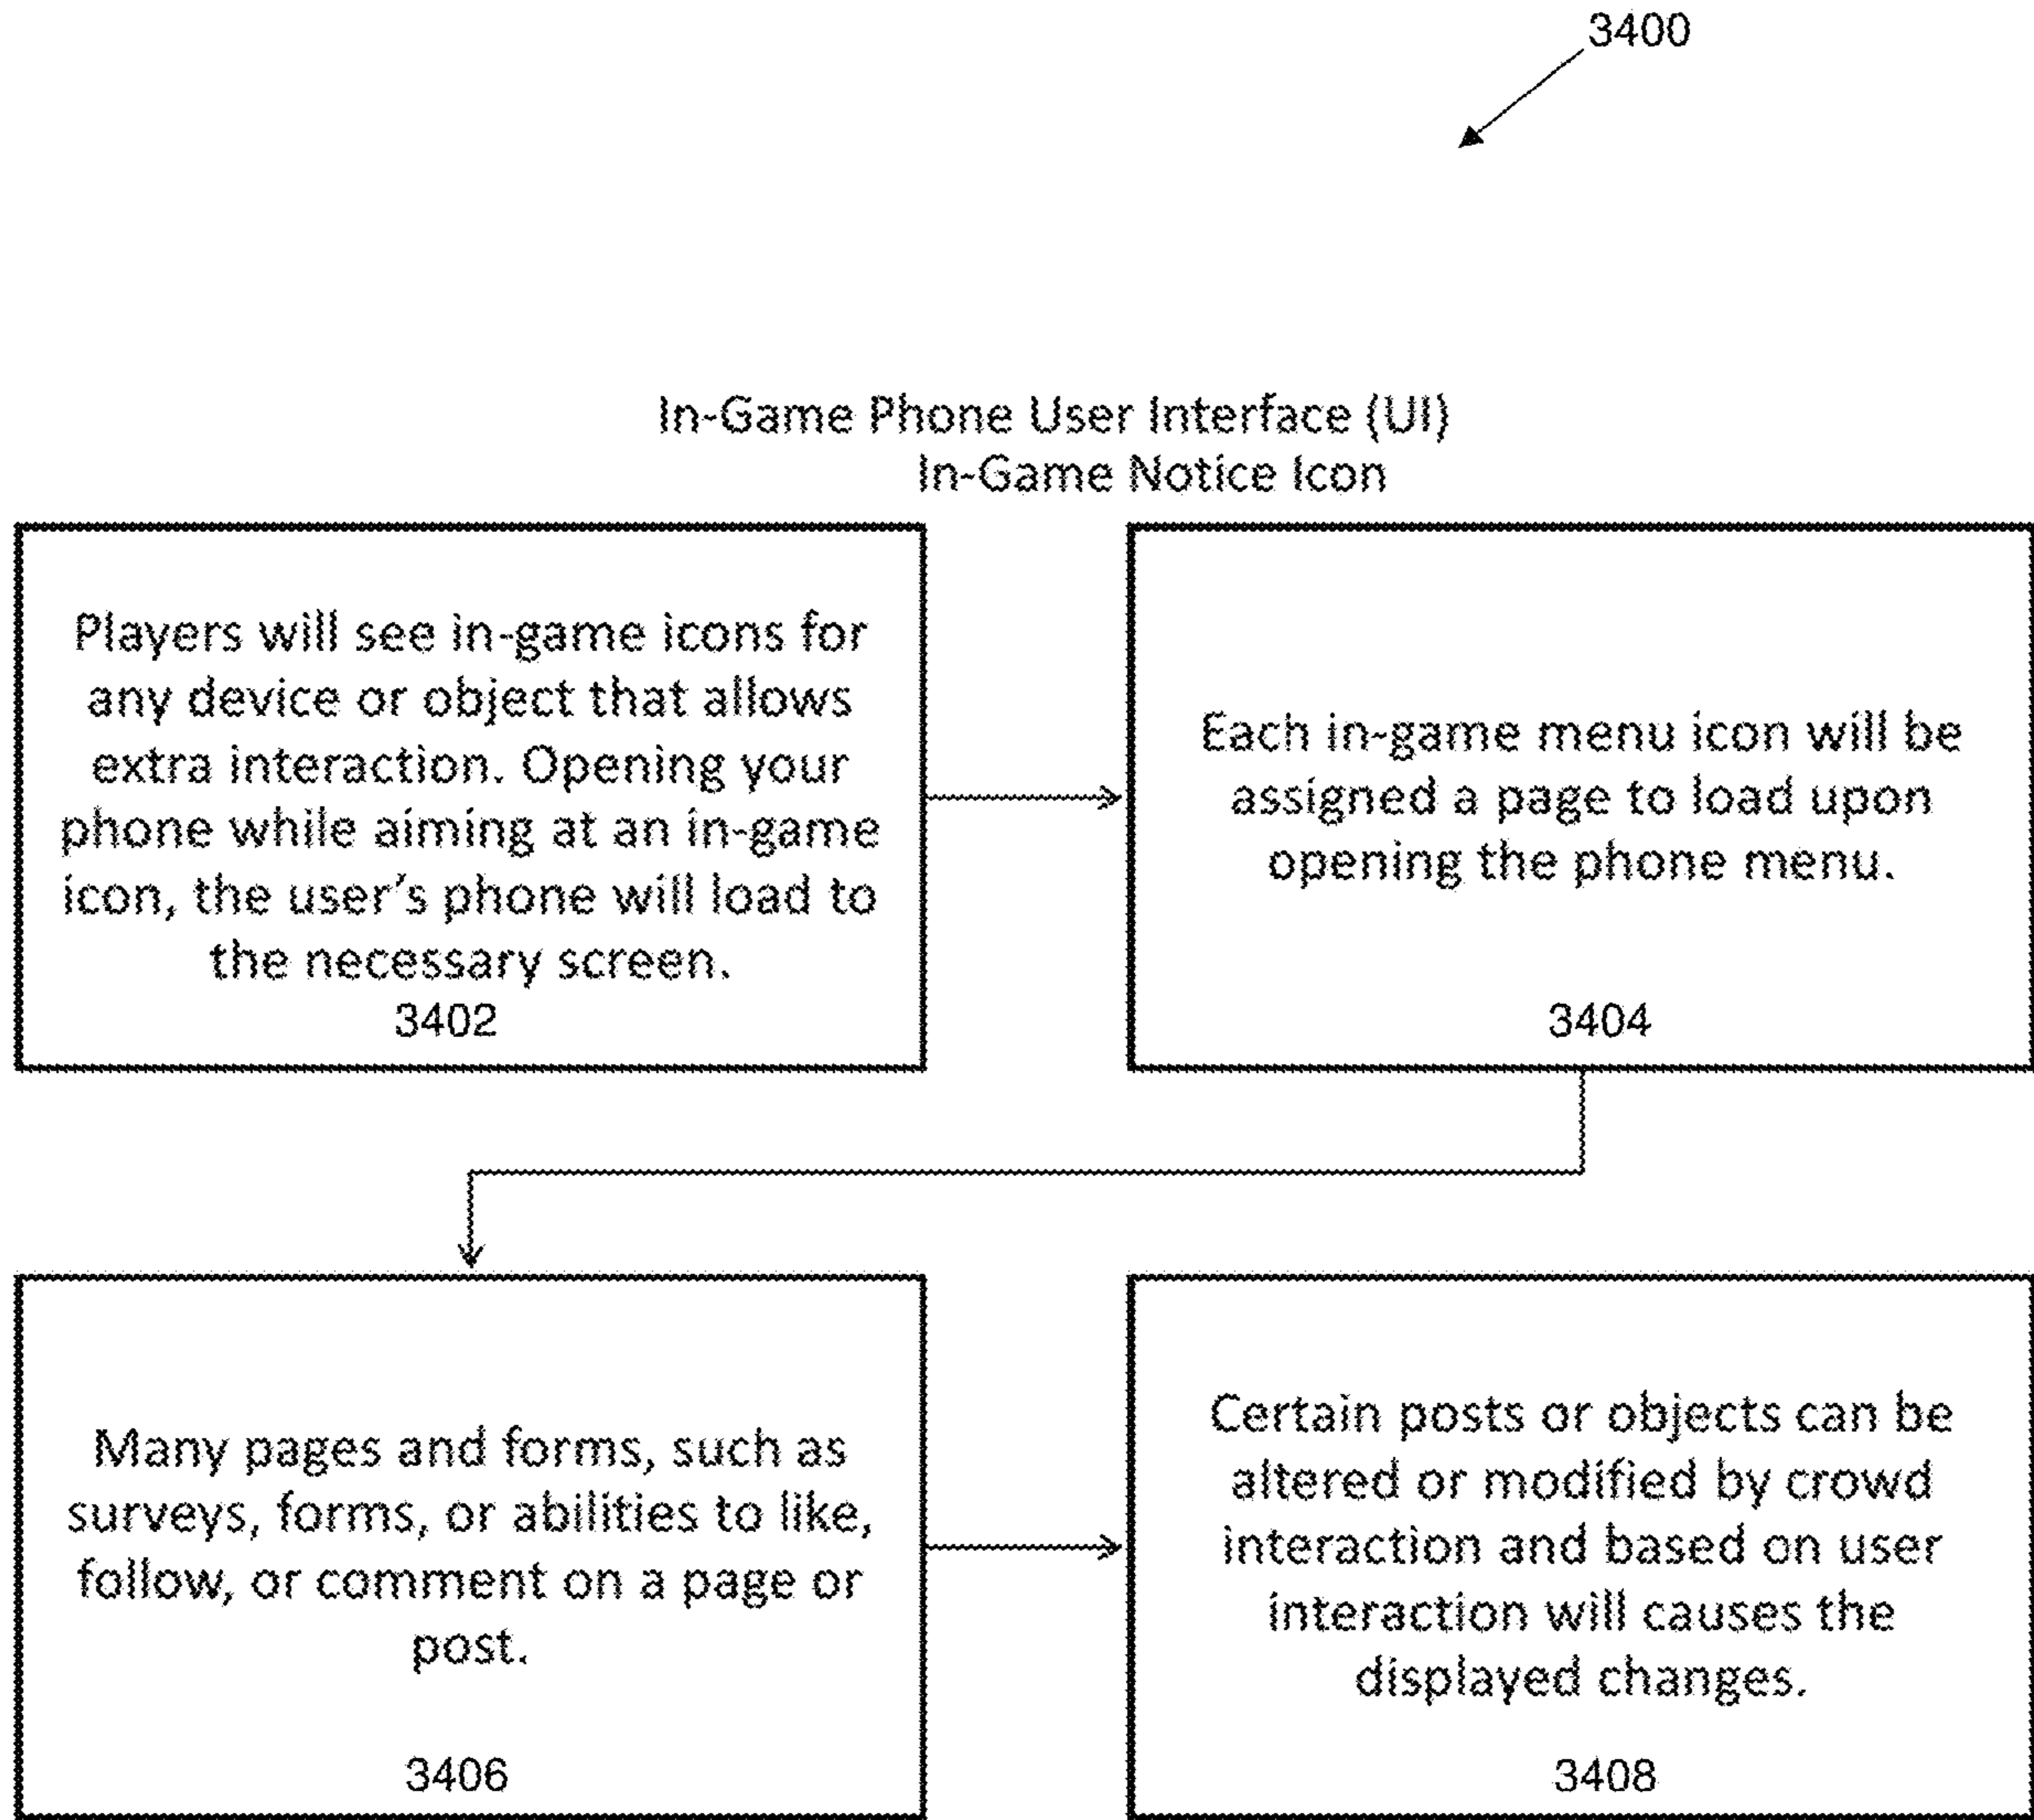 3400
In-Game Phone User Interface (UI)
In-Game Notice Icon
Players will see in-game icons for
any device or object that allows
extra interaction. Opening your
phone while aiming at an in-game
icon, the user's phone will load to
the necessary screen.
3402
Each in-game menu icon will be
assigned a page to load upon
opening the phone menu.
3404
Many pages and forms, such as
surveys, forms, or abilities to like,
follow, or comment on a page or
post.
3406
Certain posts or objects can be
altered or modified by crowd
interaction and based on user
interaction will causes the
displayed changes.
3408